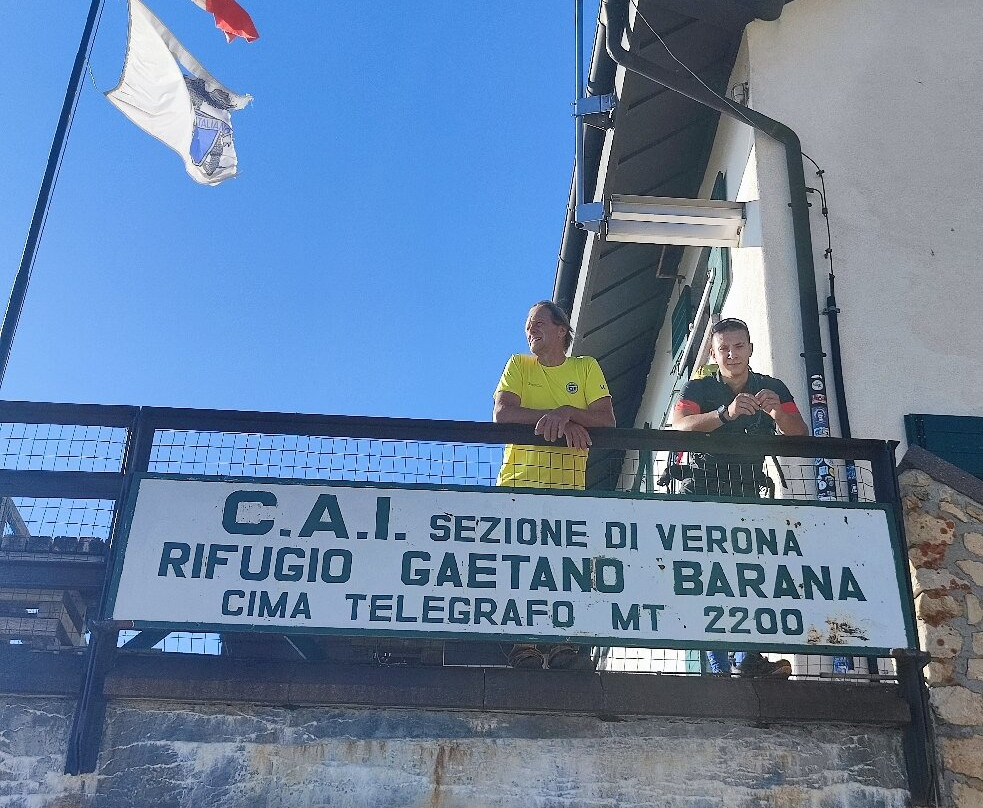 C.A.I. SEZIONE DI VERONA
RIFUGIO GAETANO BARANA
CIMA TELEGRAFO MT 2200